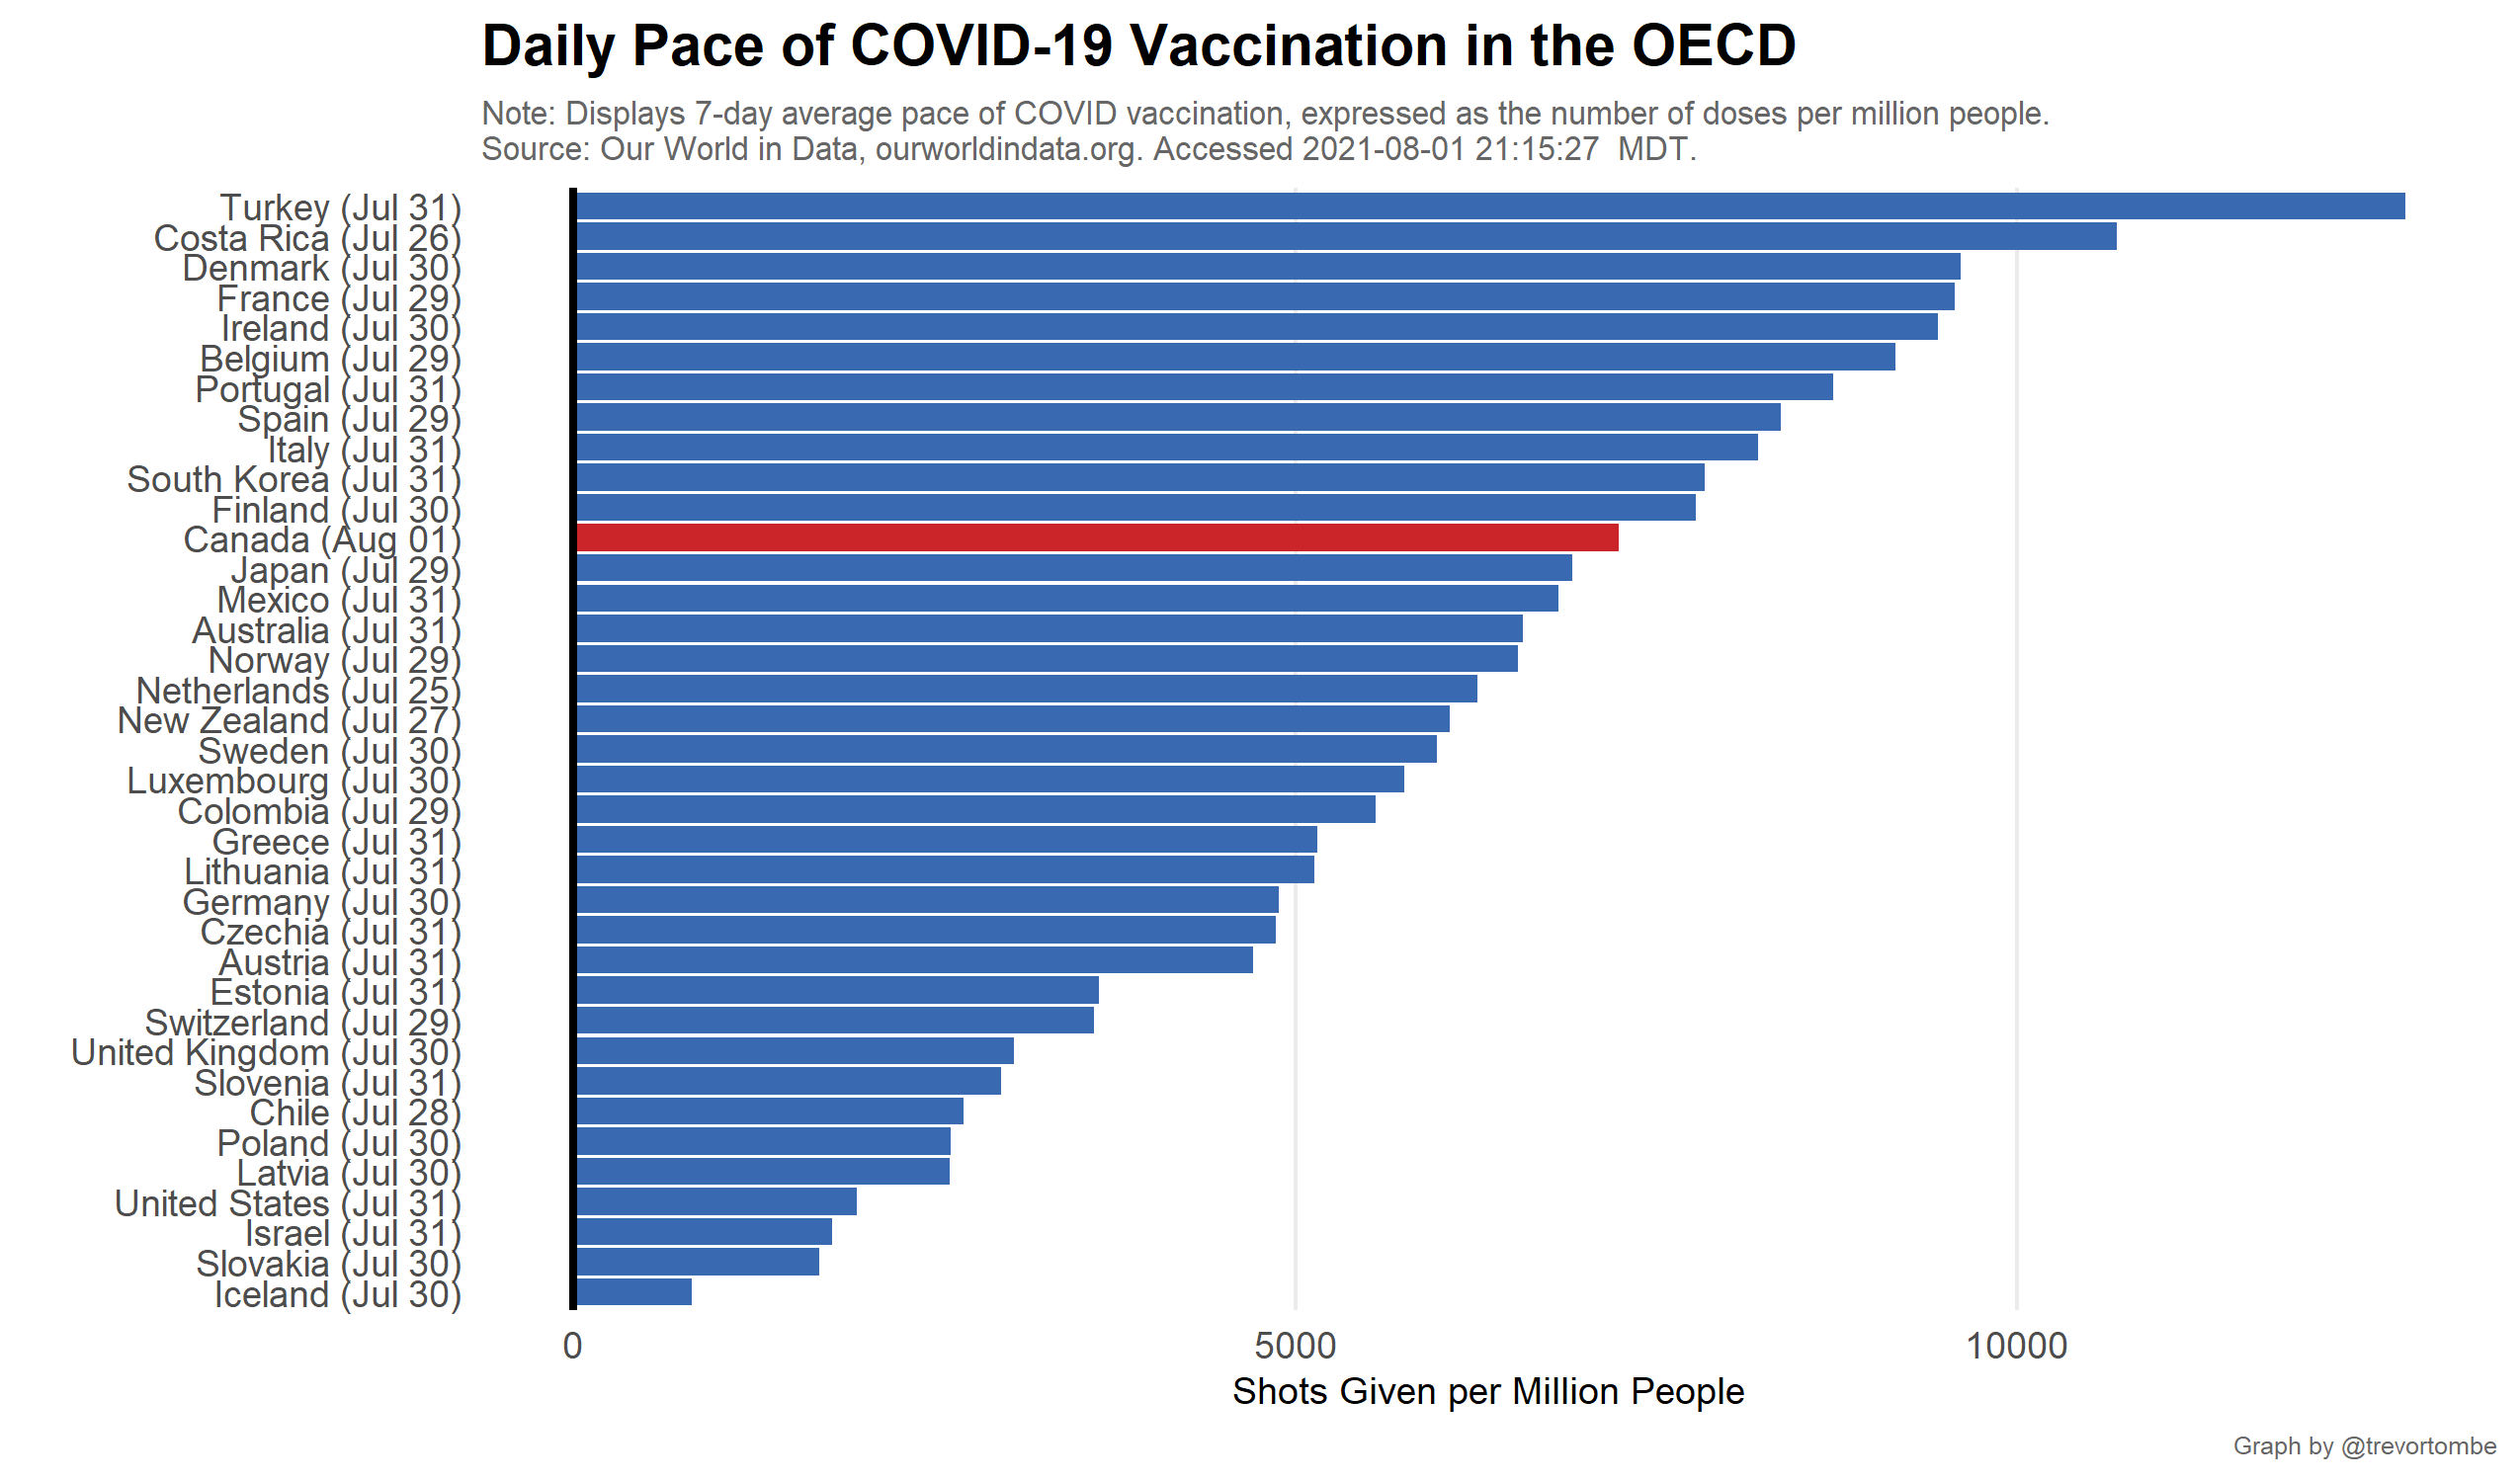 Daily Pace of COVID-19 Vaccination in the OECD
Note: Displays 7-day average pace of COVID vaccination, expressed as the number of doses per million people.
Source: Our World in Data, ourworldindata.org. Accessed 2021-08-01 21:15:27  MDT.
Turkey (Jul 31)
Costa Rica (Jul 26)
Denmark (Jul 30)
France (Jul 29)
Ireland (Jul 30)
Belgium (Jul 29)
Portugal (Jul 31)
Spain (Jul 29)
Italy (Jul 31)
South Korea (Jul 31)
Finland (Jul 30)
Canada (Aug 01)
Japan (Jul 29)
Mexico (Jul 31)
Australia (Jul 31)
Norway (Jul 29)
Netherlands (Jul 25)
New Zealand (Jul 27)
Sweden (Jul 30)
Luxembourg (Jul 30)
Colombia (Jul 29)
Greece (Jul 31)
Lithuania (Jul 31)
Germany (Jul 30)
Czechia (Jul 31)
Austria (Jul 31)
Estonia (Jul 31)
Switzerland (Jul 29)
United Kingdom (Jul 30)
Slovenia (Jul 31)
Chile (Jul 28)
Poland (Jul 30)
Latvia (Jul 30)
United States (Jul 31)
Israel (Jul 31)
Slovakia (Jul 30)
Iceland (Jul 30)
0 5000 10000
Shots Given per Million People
Graph by @trevortombe